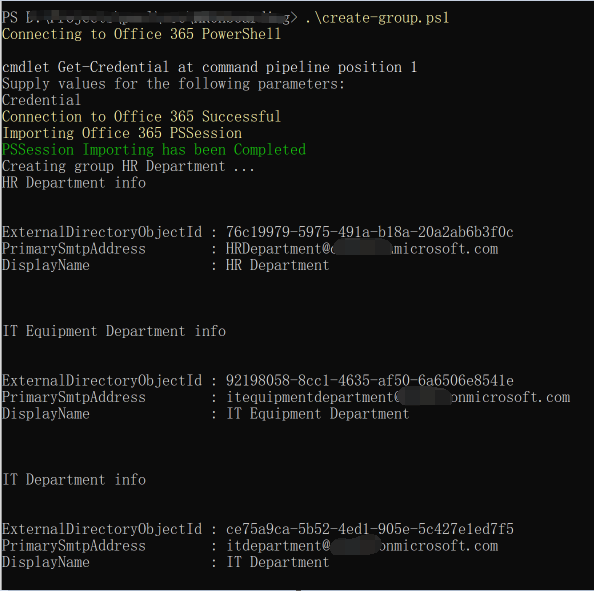 PS D:\ > .\create-group.ps1
Connecting to Office 365 PowerShell
cmdlet Get-Credential at command pipeline position 1
Supply values for the following parameters:
Credential
Connection to Office 365 Successful
Importing Office 365 PSSession
PSSession Importing has been Completed
Creating group HR Department ...
HR Department info
ExternalDirectoryObjectId : 76c19979-5975-491a-b18a-20a2ab6b3f0c
PrimarySmtpAddress : HRDepartment@ microsoft.com
DisplayName : HR Department
IT Equipment Department info
ExternalDirectoryObjectId : 92198058-8cc1-4635-af50-6a6506e8541e
PrimarySmtpAddress : itequipmentdepartment@ onmicrosoft.com
DisplayName : IT Equipment Department
IT Department info
ExternalDirectoryObjectId : ce75a9ca-5b52-4ed1-905e-5c427e1ed7f5
PrimarySmtpAddress : itdepartment@ onmicrosoft.com
DisplayName : IT Department